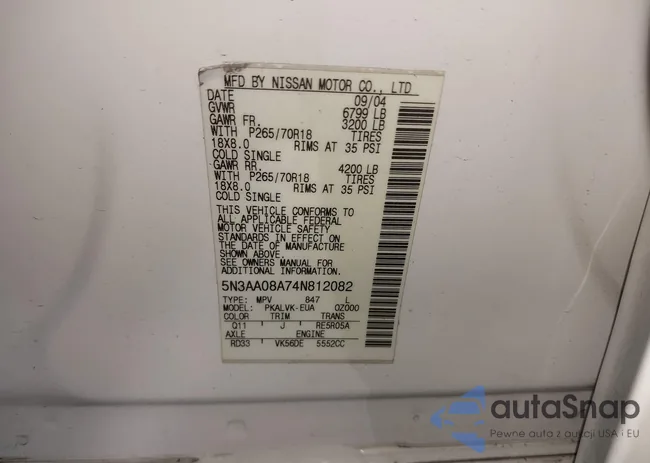 MFD BY NISSAN MOTOR CO., LTD
DATE 09/04
GVWR 6799 LB
GAWR FR. 3200 LB
WITH P265/70R18 TIRES
18X8.0 RIMS AT 35 PSI
COLD SINGLE
GAWR RR. 4200 LB
WITH P265/70R18 TIRES
18X8.0 RIMS AT 35 PSI
COLD SINGLE
THIS VEHICLE CONFORMS TO
ALL APPLICABLE FEDERAL
MOTOR VEHICLE SAFETY
STANDARDS IN EFFECT ON
THE DATE OF MANUFACTURE
SHOWN ABOVE.
SEE OWNERS MANUAL FOR
ADDITIONAL INFORMATION
5N3AA08A74N812082
TYPE: MPV 847 L
MODEL: PKALVK-EUA 0Z000
COLOR TRIM TRANS
Q11 J RE5R05A
AXLE ENGINE
RD33 VK56DE 5552CC
autaSnap
Pewne auta z aukcji USA i EU